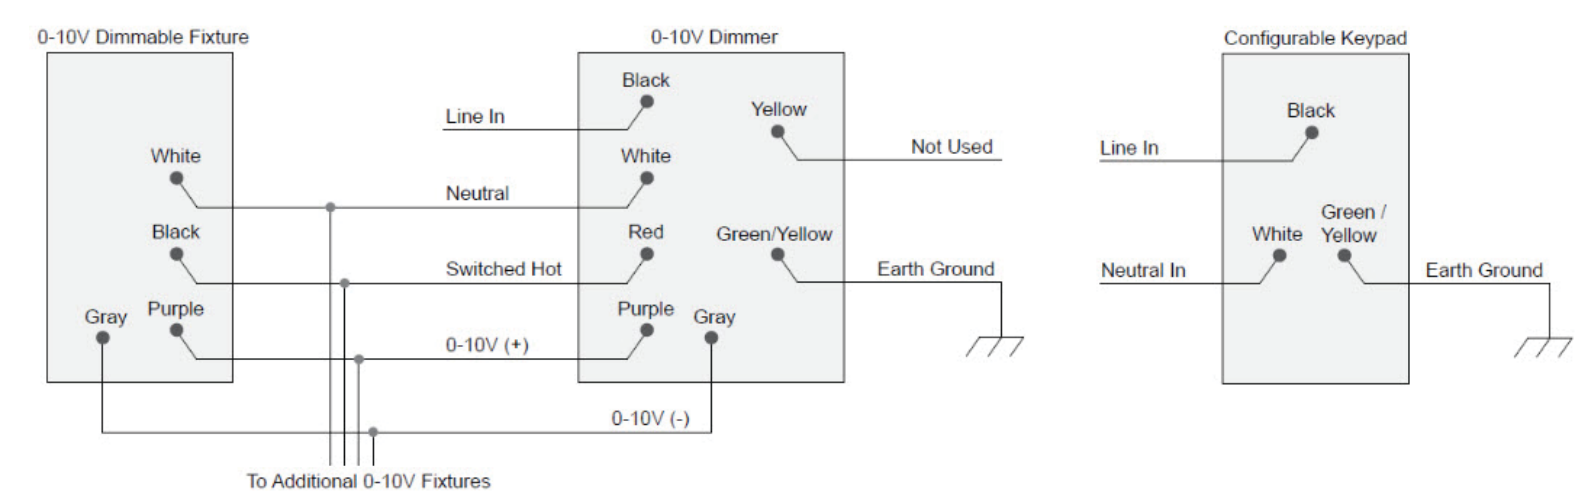 0-10V Dimmable Fixture
White
Black
Purple
Gray
Line In
Neutral
Switched Hot
0-10V (+)
0-10V (-)
To Additional 0-10V Fixtures
0-10V Dimmer
Black
White
Red
Purple
Gray
Yellow
Green/Yellow
Not Used
Earth Ground
Configurable Keypad
Black
Line In
White
Green /
Yellow
Neutral In
Earth Ground